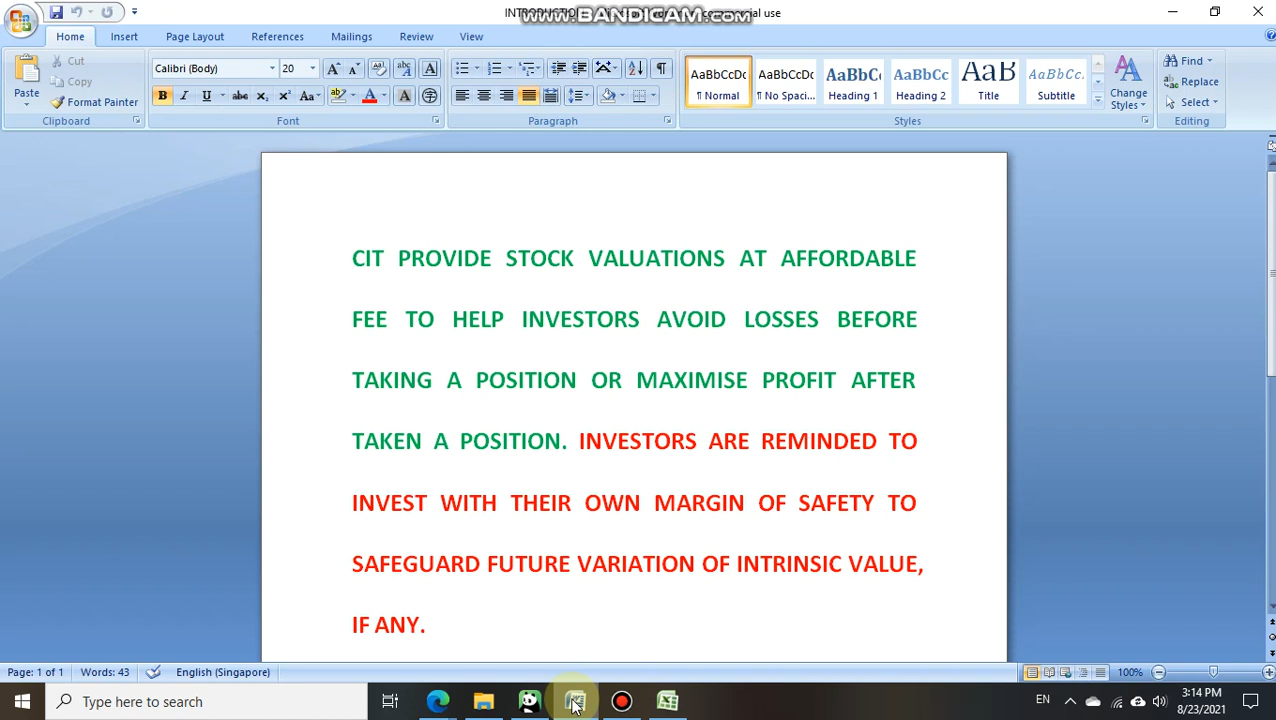 INTRODUCTIO
www.BANDICAM.com
commercial use
Home Insert Page Layout References Mailings Review View
Paste
Cut
Copy
Format Painter
Clipboard
Calibri (Body) 20
Font
Paragraph
AaBbCcDc AaBbCcDc AaBbCc AaBbCc AaB AaBbCc.
¶ Normal ¶ No Spaci... Heading 1 Heading 2 Title Subtitle
Styles
Change Styles
Find
Replace
Select
Editing
CIT PROVIDE STOCK VALUATIONS AT AFFORDABLE
FEE TO HELP INVESTORS AVOID LOSSES BEFORE
TAKING A POSITION OR MAXIMISE PROFIT AFTER
TAKEN A POSITION. INVESTORS ARE REMINDED TO
INVEST WITH THEIR OWN MARGIN OF SAFETY TO
SAFEGUARD FUTURE VARIATION OF INTRINSIC VALUE,
IF ANY.
Page: 1 of 1 Words: 43 English (Singapore) 100%
Type here to search
EN
3:14 PM
8/23/2021